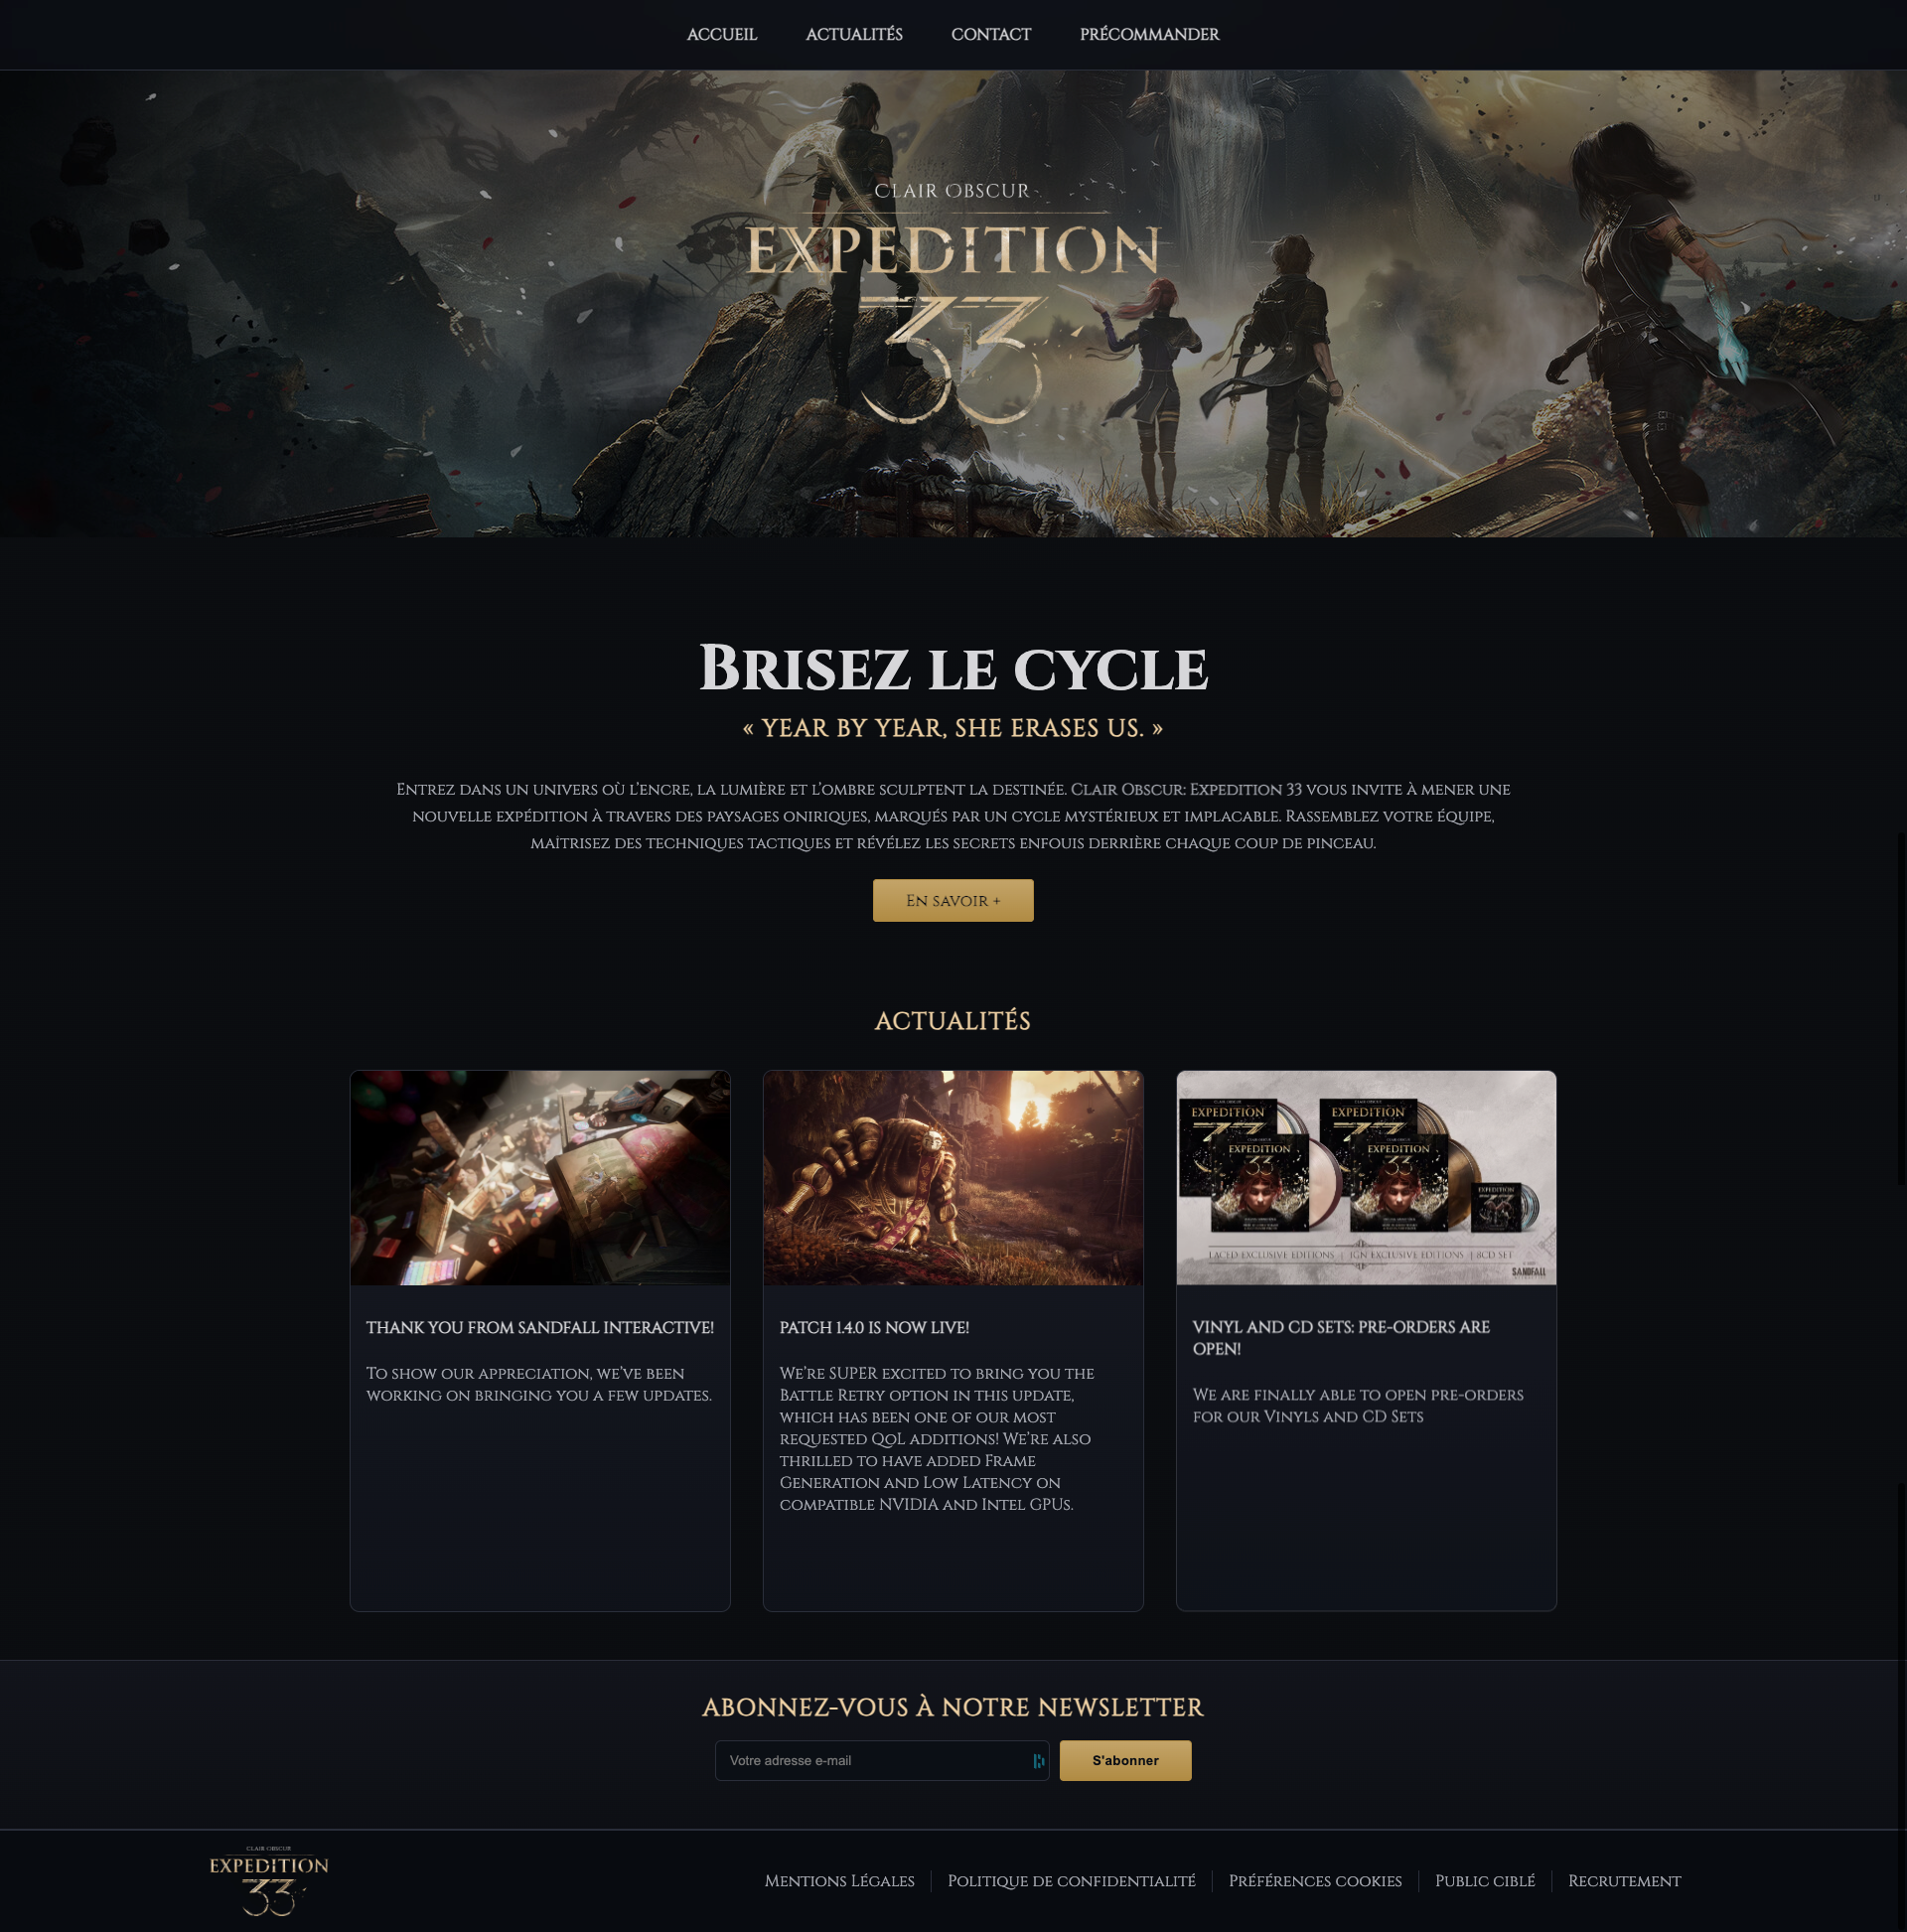 ACCUEIL ACTUALITÉS CONTACT PRÉCOMMANDER
CLAIR OBSCUR
EXPEDITION
33
Brisez le cycle
« YEAR BY YEAR, SHE ERASES US. »
Entrez dans un univers où l'encre, la lumière et l'ombre sculptent la destinée. Clair Obscur: Expedition 33 vous invite à mener une
nouvelle expédition à travers des paysages oniriques, marqués par un cycle mystérieux et implacable. Rassemblez votre équipe,
maîtrisez des techniques tactiques et révélez les secrets enfouis derrière chaque coup de pinceau.
En savoir +
ACTUALITÉS
THANK YOU FROM SANDFALL INTERACTIVE!
To show our appreciation, we've been
working on bringing you a few updates.
PATCH 1.4.0 IS NOW LIVE!
We're SUPER excited to bring you the
Battle Retry option in this update,
which has been one of our most
requested QoL additions! We're also
thrilled to have added Frame
Generation and Low Latency on
compatible NVIDIA and Intel GPUs.
EXPEDITION
EXPEDITION
EXPEDITION
33
EXPEDITION
33
EXPEDITION
LACED EXCLUSIVE EDITIONS | IGN EXCLUSIVE EDITIONS | 8CD SET
SANDFALL
VINYL AND CD SETS: PRE-ORDERS ARE
OPEN!
We are finally able to open pre-orders
for our Vinyls and CD Sets
ABONNEZ-VOUS À NOTRE NEWSLETTER
Votre adresse e-mail
S'abonner
CLAIR OBSCUR
EXPEDITION
33
Mentions Légales Politique de confidentialité Préférences cookies Public ciblé Recrutement